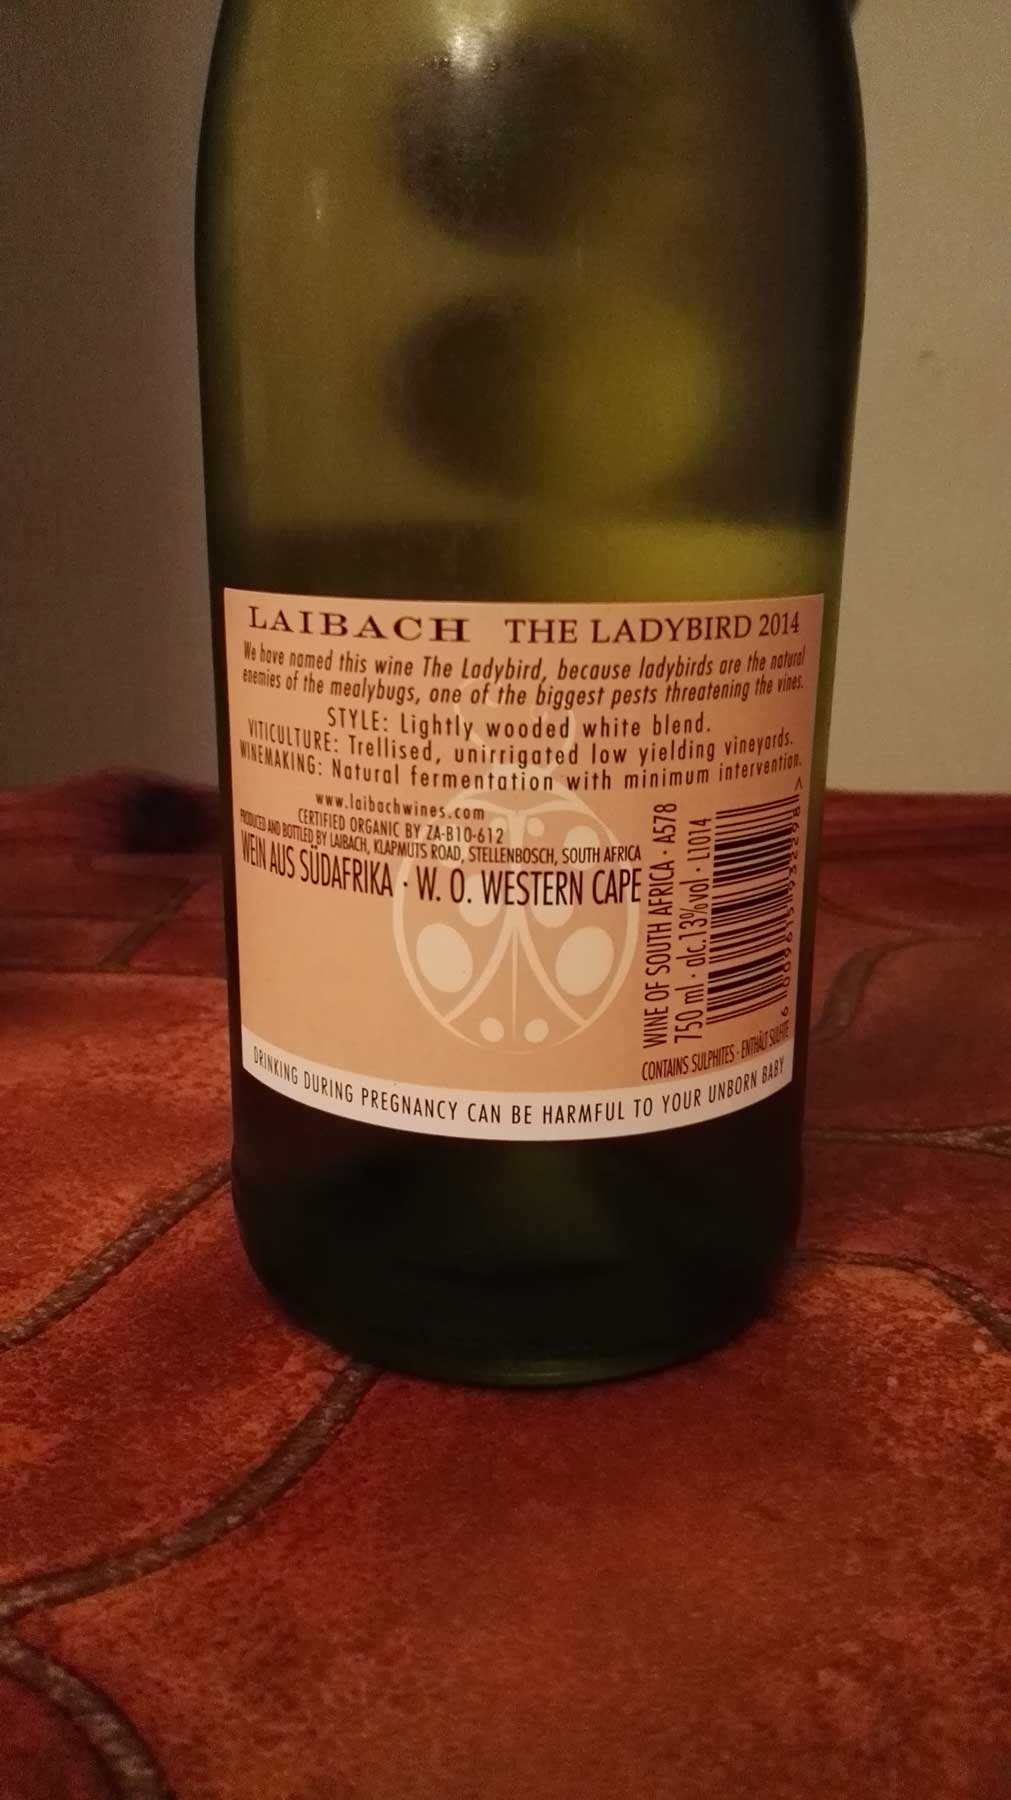 LAIBACH THE LADYBIRD 2014
We have named this wine The Ladybird, because ladybirds are the natural
enemies of the mealybugs, one of the biggest pests threatening the vines.
STYLE: Lightly wooded white blend.
VITICULTURE: Trellised, unirrigated low yielding vineyards.
WINEMAKING: Natural fermentation with minimum intervention.
www.laibachwines.com
CERTIFIED ORGANIC BY ZA-B10-612
PRODUCED AND BOTTLED BY LAIBACH, KLAPMUTS ROAD, STELLENBOSCH, SOUTH AFRICA
WEIN AUS SÜDAFRIKA · W. O. WESTERN CAPE
WINE OF SOUTH AFRICA · A578
750 ml · alc.13%vol · L1014
6 009615 932298 >
CONTAINS SULPHITES · ENTHÄLT SULFITE
DRINKING DURING PREGNANCY CAN BE HARMFUL TO YOUR UNBORN BABY